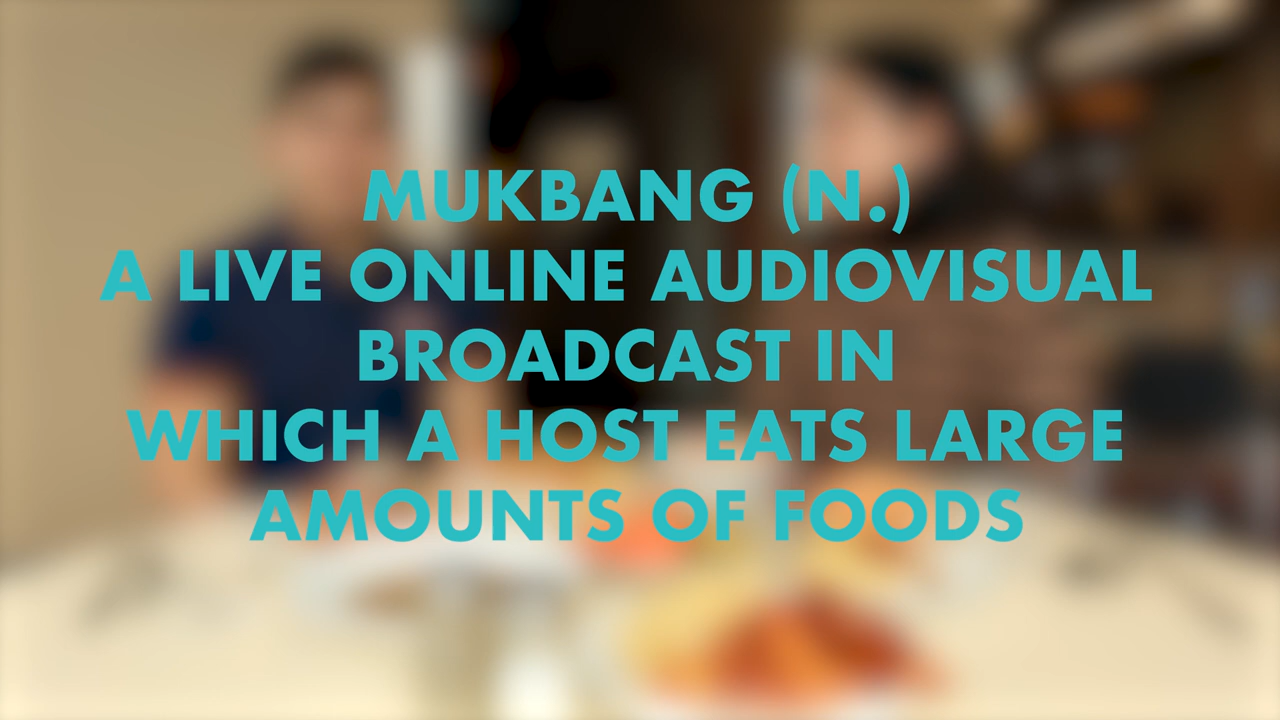 MUKBANG (N.)
A LIVE ONLINE AUDIOVISUAL
BROADCAST IN
WHICH A HOST EATS LARGE
AMOUNTS OF FOODS